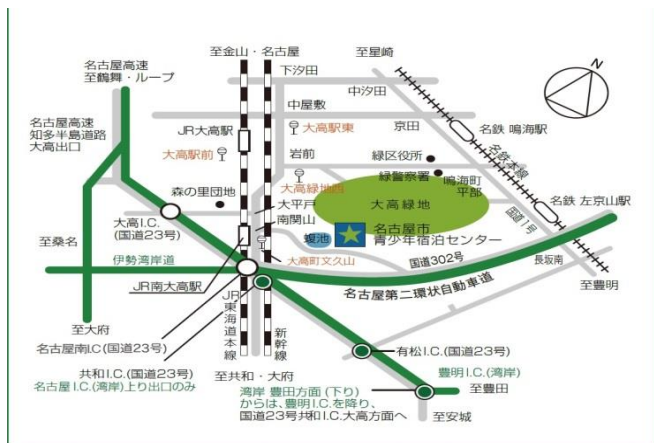 至金山・名古屋
至星崎
名古屋高速
至鶴舞・ループ
下汐田
中汐田
N
名古屋高速
知多半島道路
大高出口
中屋敷
JR大高駅
大高駅東
京田
名鉄 鳴海駅
大高駅前
岩前
緑区役所
名鉄本線
緑警察署
鳴海町
平部
大高緑地西
森の里団地
大平戸
大高緑地
名鉄 左京山駅
国道1号
大高I.C.
(国道23号)
南関山
蝮池
名古屋市
青少年宿泊センター
至桑名
伊勢湾岸道
大高町文久山
国道302号
長坂南
名古屋第二環状自動車道
JR南大高駅
至豊明
至大府
JR東海道本線
新幹線
名古屋南I.C(国道23号)
有松I.C.(国道23号)
共和I.C.(国道23号)
名古屋I.C.(湾岸)上り出口のみ
至共和・大府
豊明I.C.(湾岸)
湾岸 豊田方面(下り)
からは、豊明I.C.を降り、
国道23号共和I.C.大高方面へ
至豊田
至安城